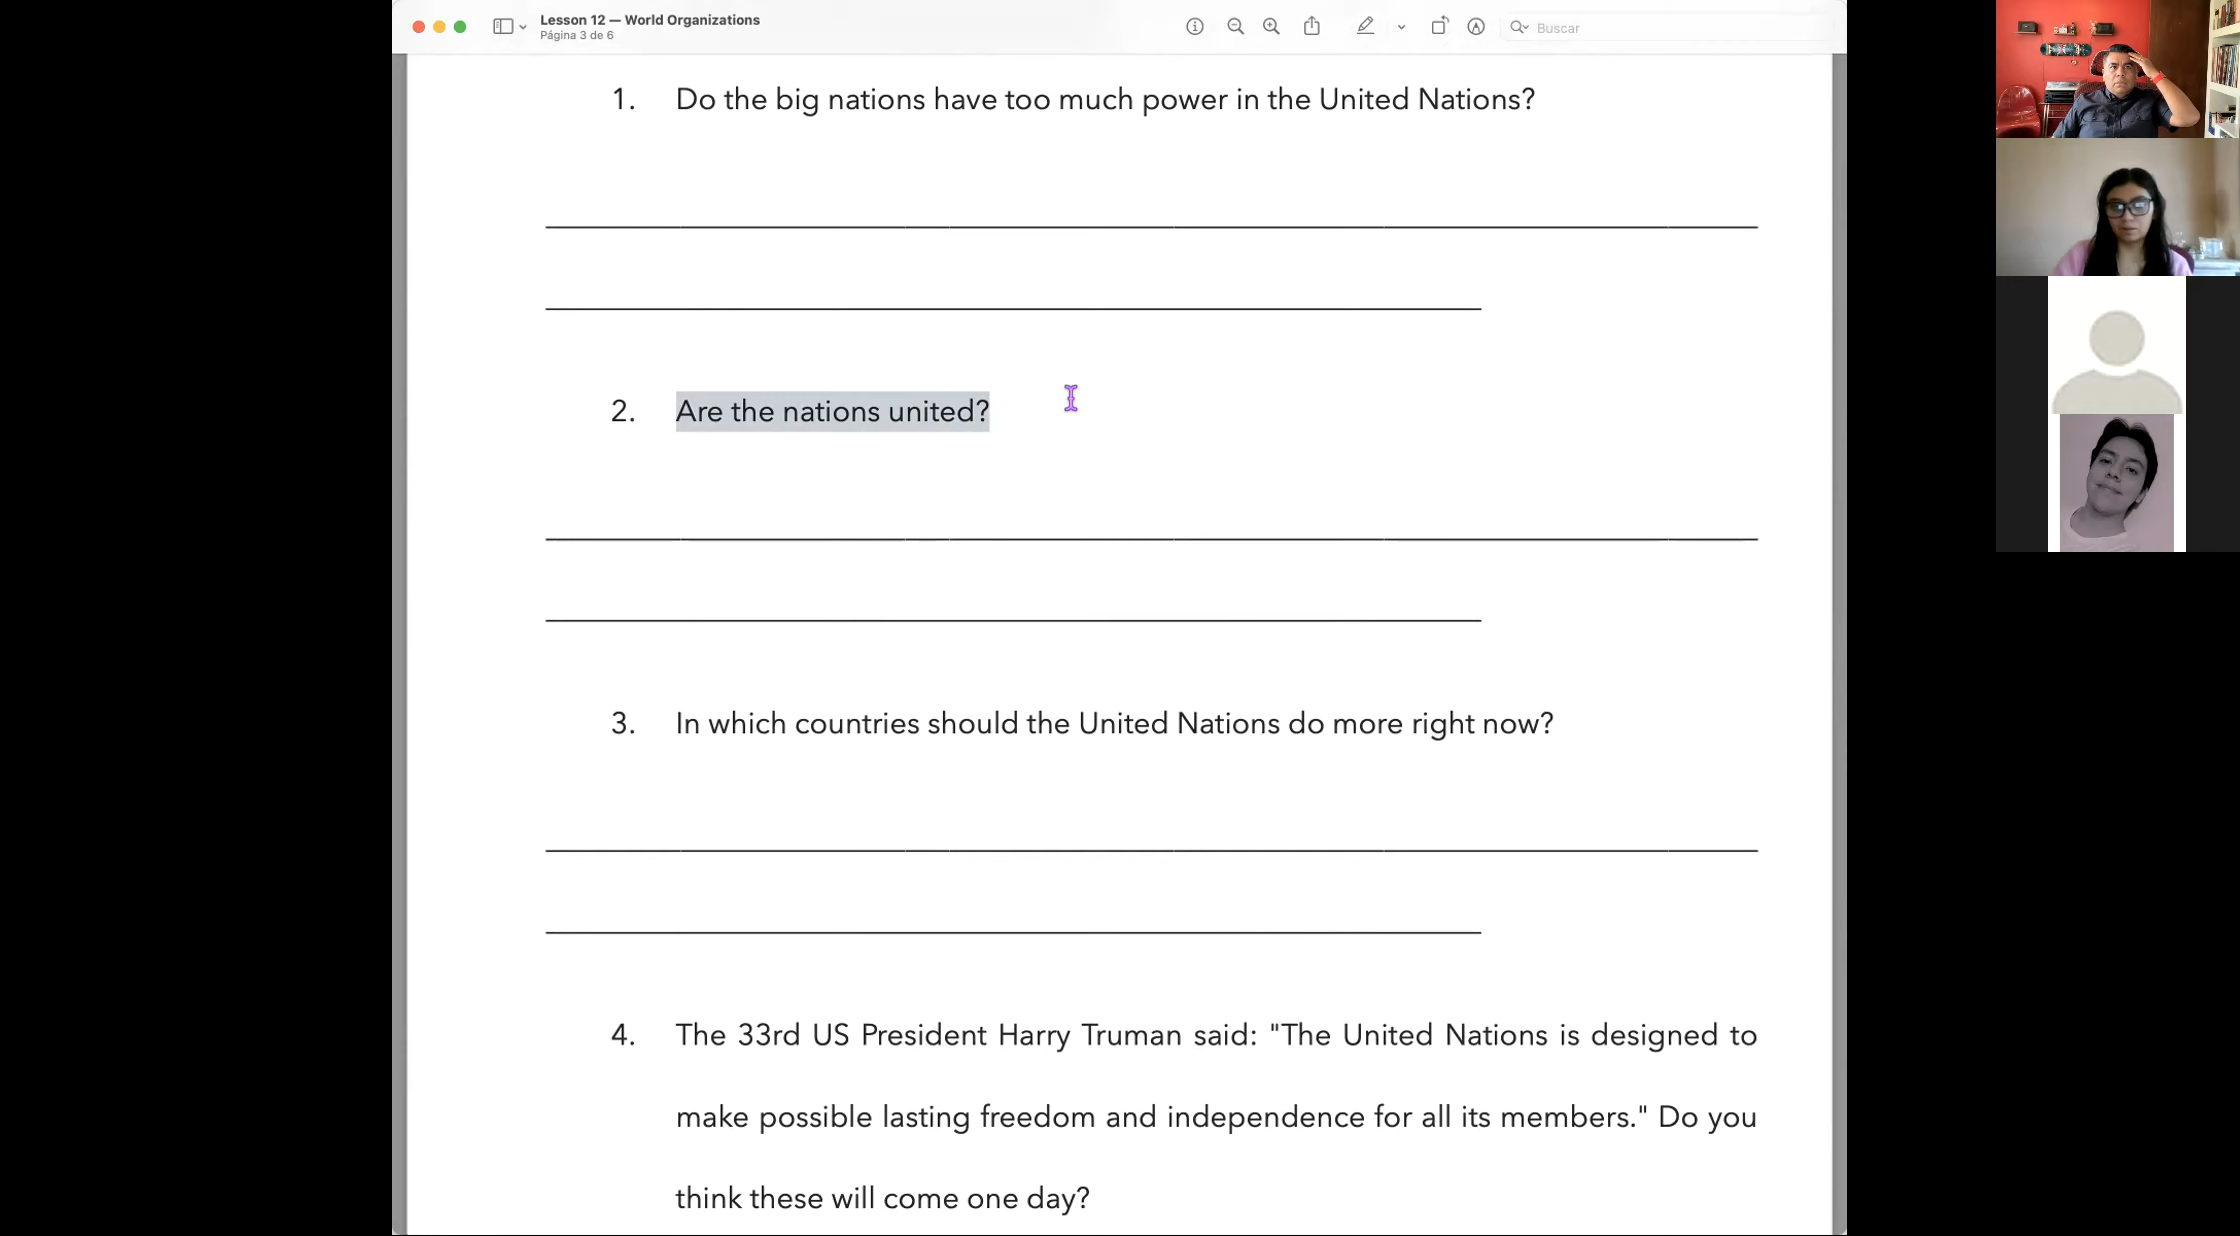 Lesson 12 — World Organizations
Página 3 de 6
Buscar
1. Do the big nations have too much power in the United Nations?
2. Are the nations united?
3. In which countries should the United Nations do more right now?
4. The 33rd US President Harry Truman said: "The United Nations is designed to
make possible lasting freedom and independence for all its members." Do you
think these will come one day?